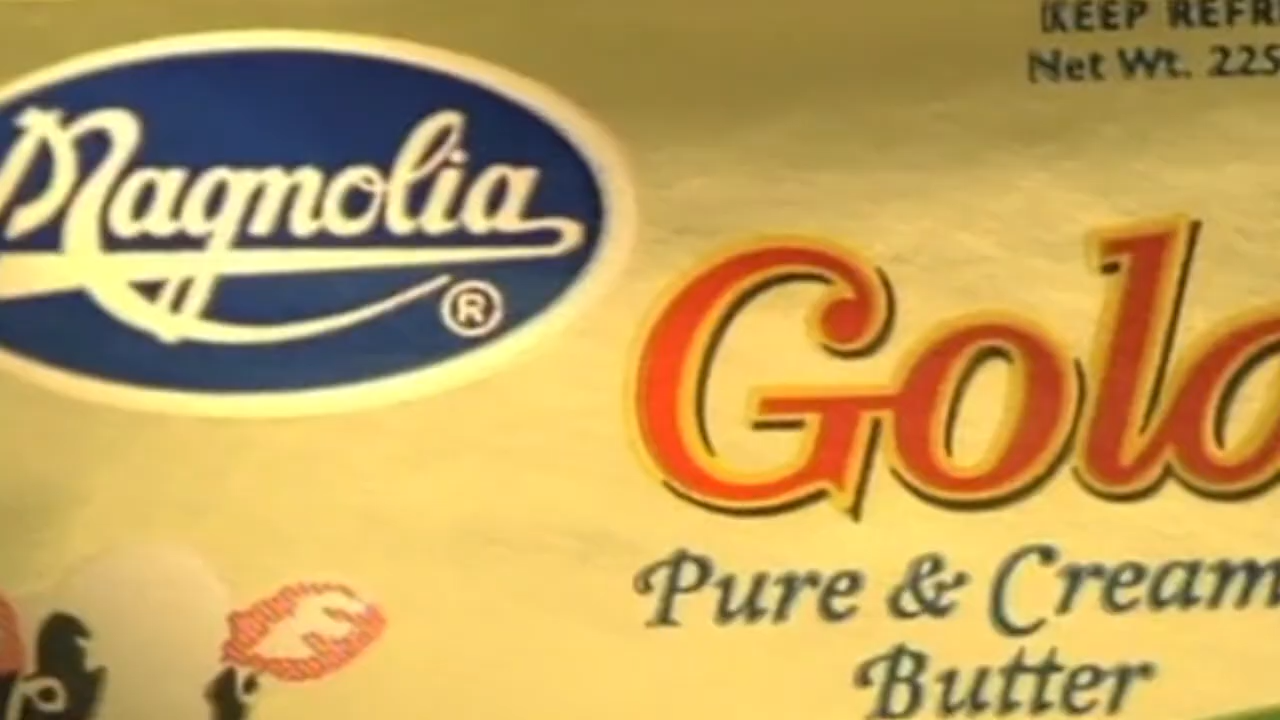 KEEP REFR
Net Wt. 225
Magnolia
®
Gold
Pure & Cream
Butter